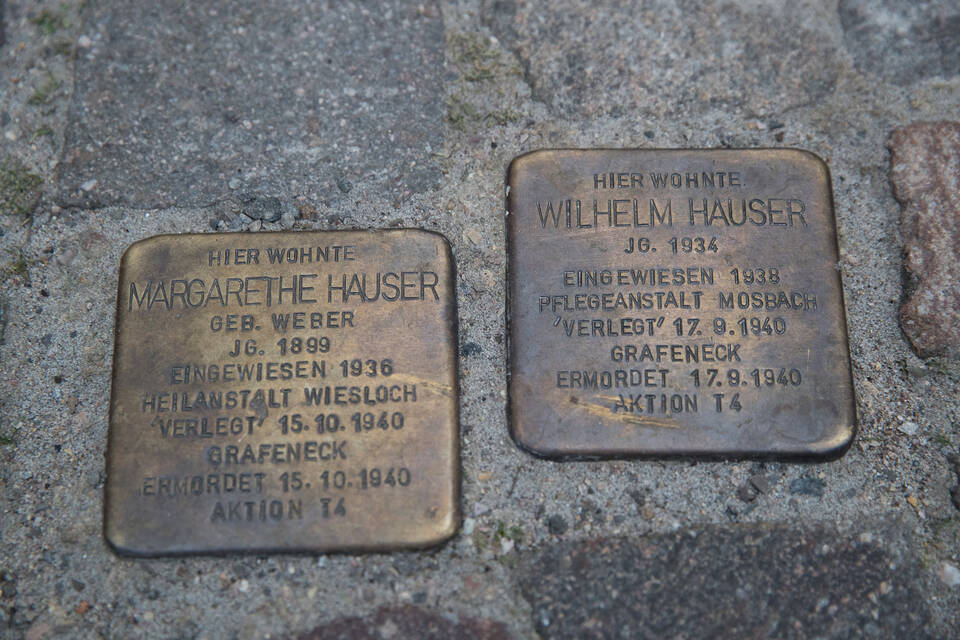 HIER WOHNTE
MARGARETHE HAUSER
GEB. WEBER
JG. 1899
EINGEWIESEN 1936
HEILANSTALT WIESLOCH
'VERLEGT' 15.10.1940
GRAFENECK
ERMORDET 15.10.1940
AKTION T4
HIER WOHNTE
WILHELM HAUSER
JG. 1934
EINGEWIESEN 1938
PFLEGEANSTALT MOSBACH
'VERLEGT' 17.9.1940
GRAFENECK
ERMORDET 17.9.1940
AKTION T4